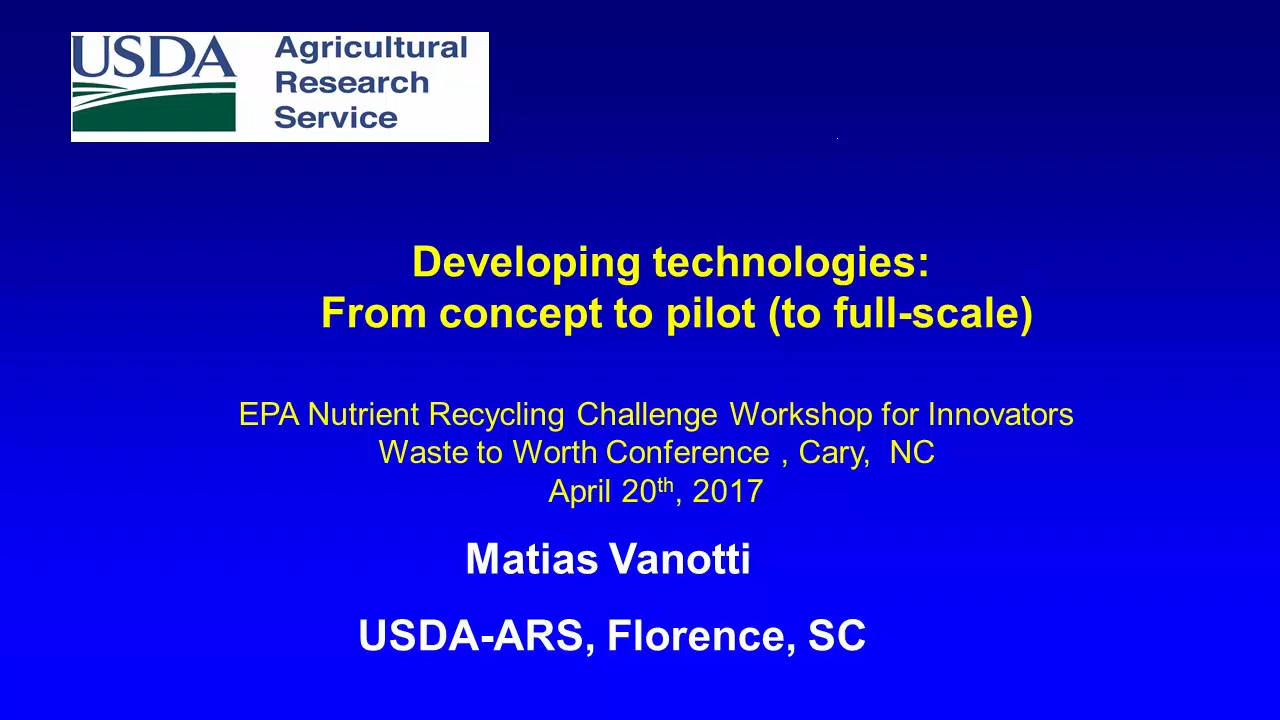 USDA
Agricultural
Research
Service
Developing technologies:
From concept to pilot (to full-scale)
EPA Nutrient Recycling Challenge Workshop for Innovators
Waste to Worth Conference , Cary,  NC
April 20th, 2017
Matias Vanotti
USDA-ARS, Florence, SC